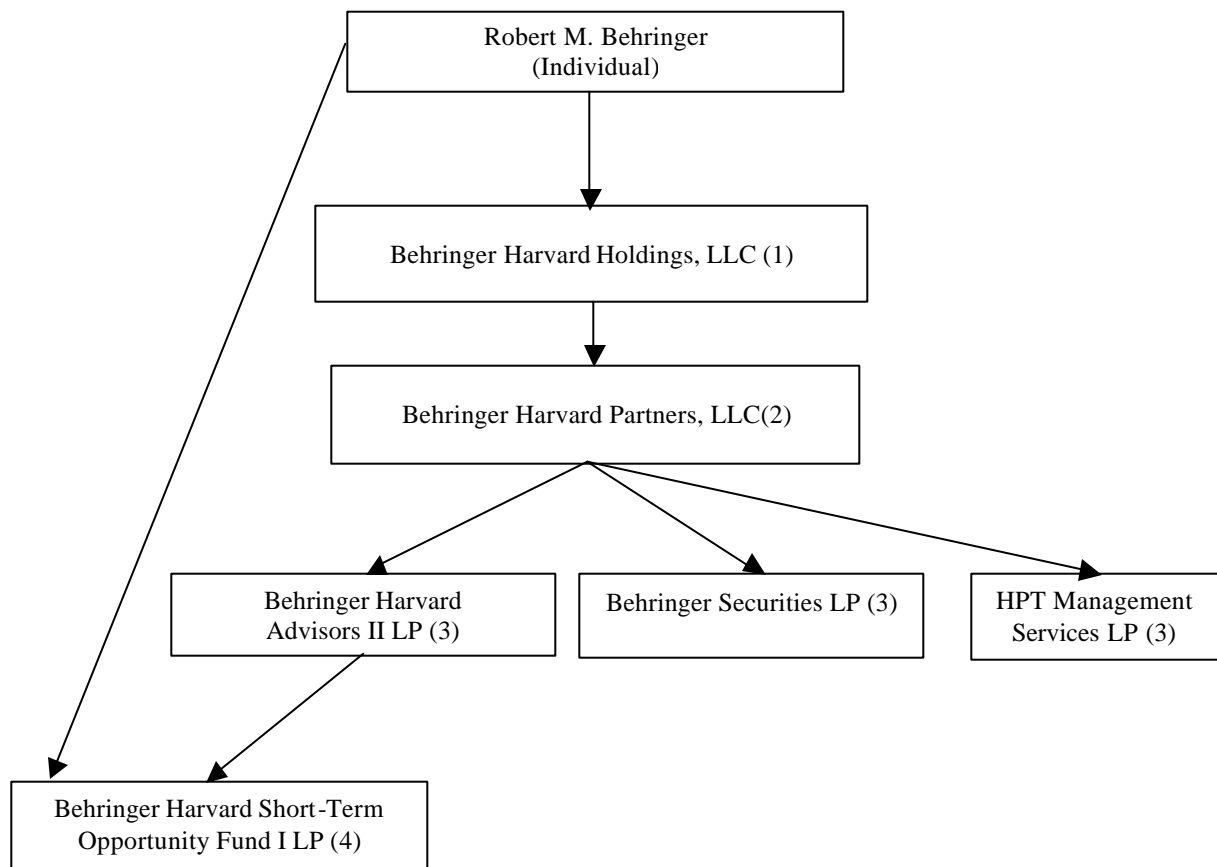 Robert M. Behringer
(Individual)
Behringer Harvard Holdings, LLC (1)
Behringer Harvard Partners, LLC(2)
Behringer Harvard
Advisors II LP (3)
Behringer Securities LP (3)
HPT Management
Services LP (3)
Behringer Harvard Short-Term
Opportunity Fund I LP (4)